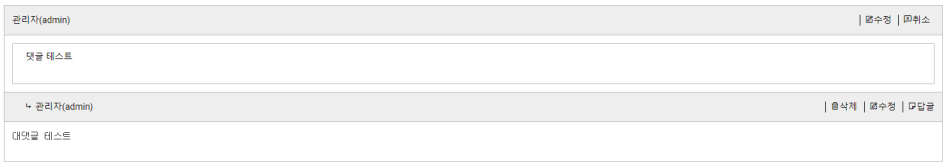 관리자(admin) | 수정 | 취소
댓글 테스트
↳ 관리자(admin) | 삭제 | 수정 | 답글
대댓글 테스트